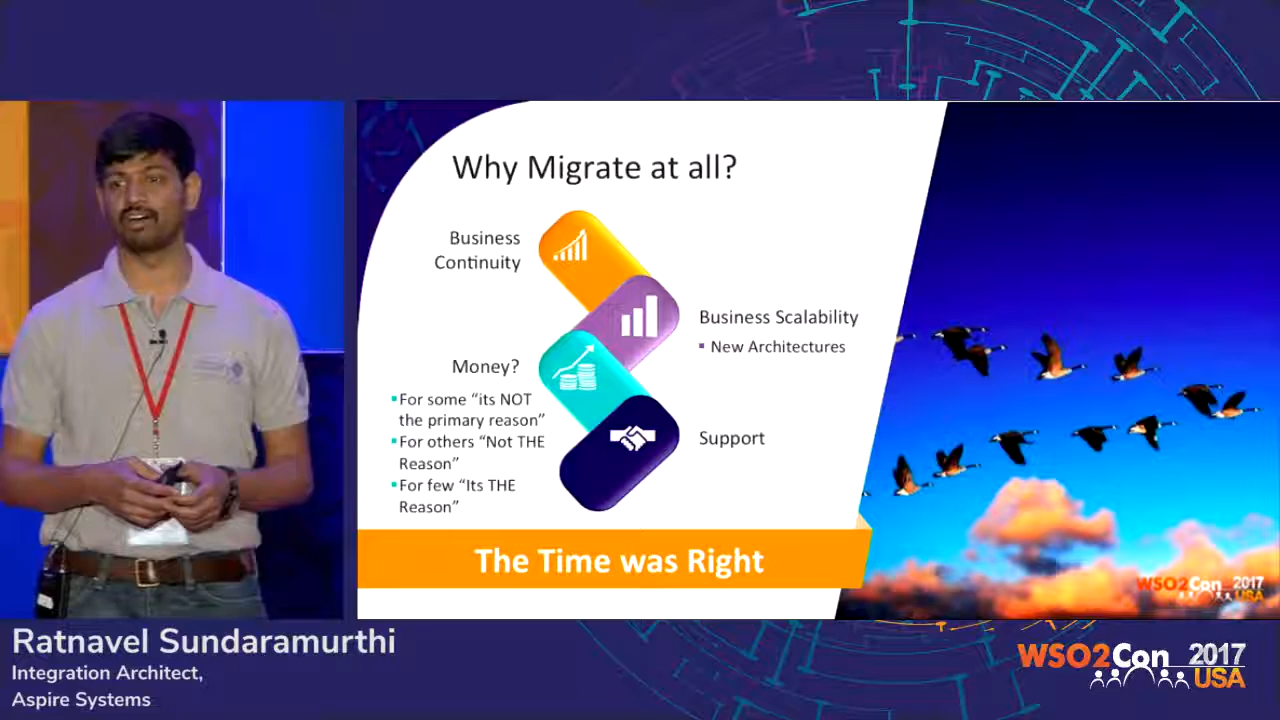 Why Migrate at all?
Business
Continuity
Business Scalability
▪ New Architectures
Money?
▪For some “its NOT
the primary reason”
▪For others “Not THE
Reason”
▪For few “Its THE
Reason”
Support
The Time was Right
WSO2Con 2017
USA
Ratnavel Sundaramurthi
Integration Architect,
Aspire Systems
WSO2Con 2017
USA